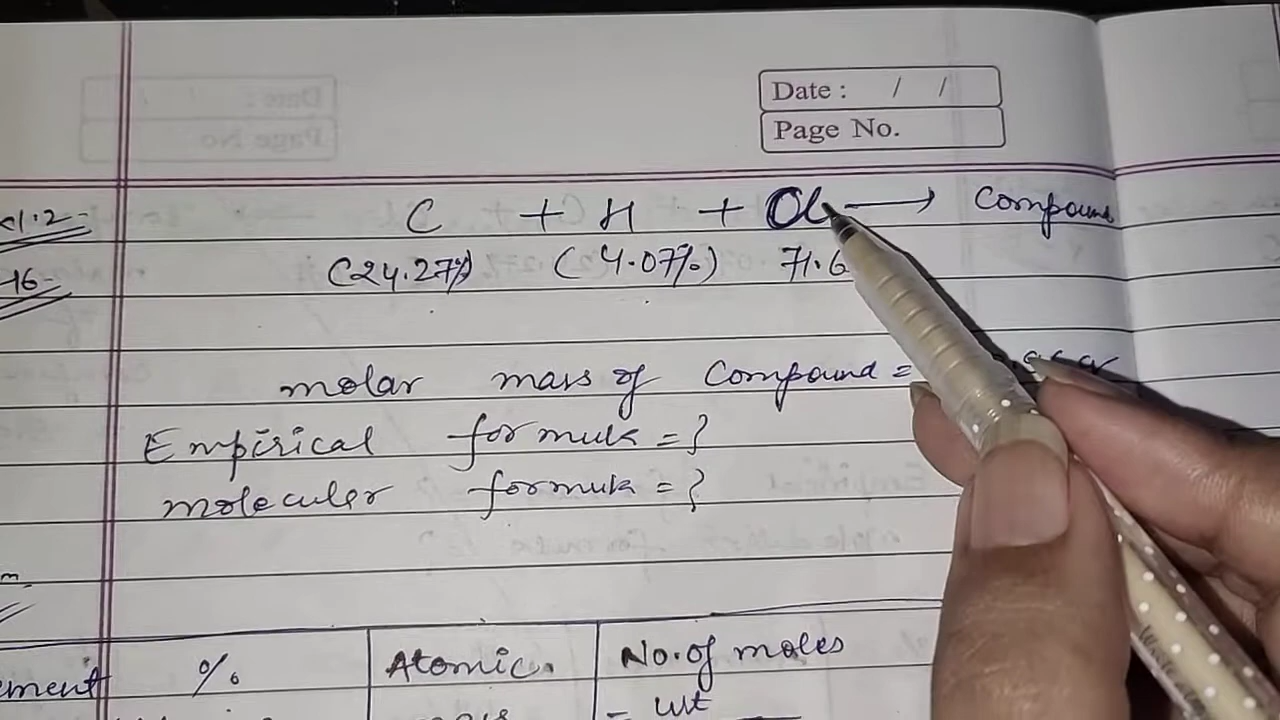 Date : / /
Page No.
C + H + Cl → Compound
(24.27%) (4.07%) 71.6
molar mass of Compound =
Empirical formula = ?
moleculer formula = ?
% Atomic No. of moles
= wt